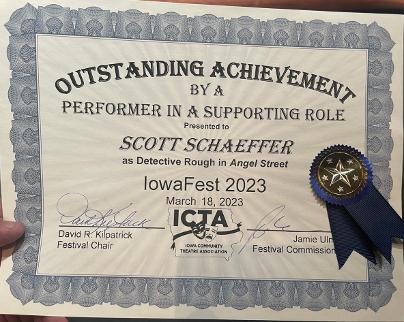 OUTSTANDING ACHIEVEMENT
BY A
PERFORMER IN A SUPPORTING ROLE
Presented to
SCOTT SCHAEFFER
as Detective Rough in Angel Street
IowaFest 2023
March 18, 2023
ICTA
IOWA COMMUNITY
THEATRE ASSOCIATION
David R. Kilpatrick
Festival Chair
Jamie
Festival